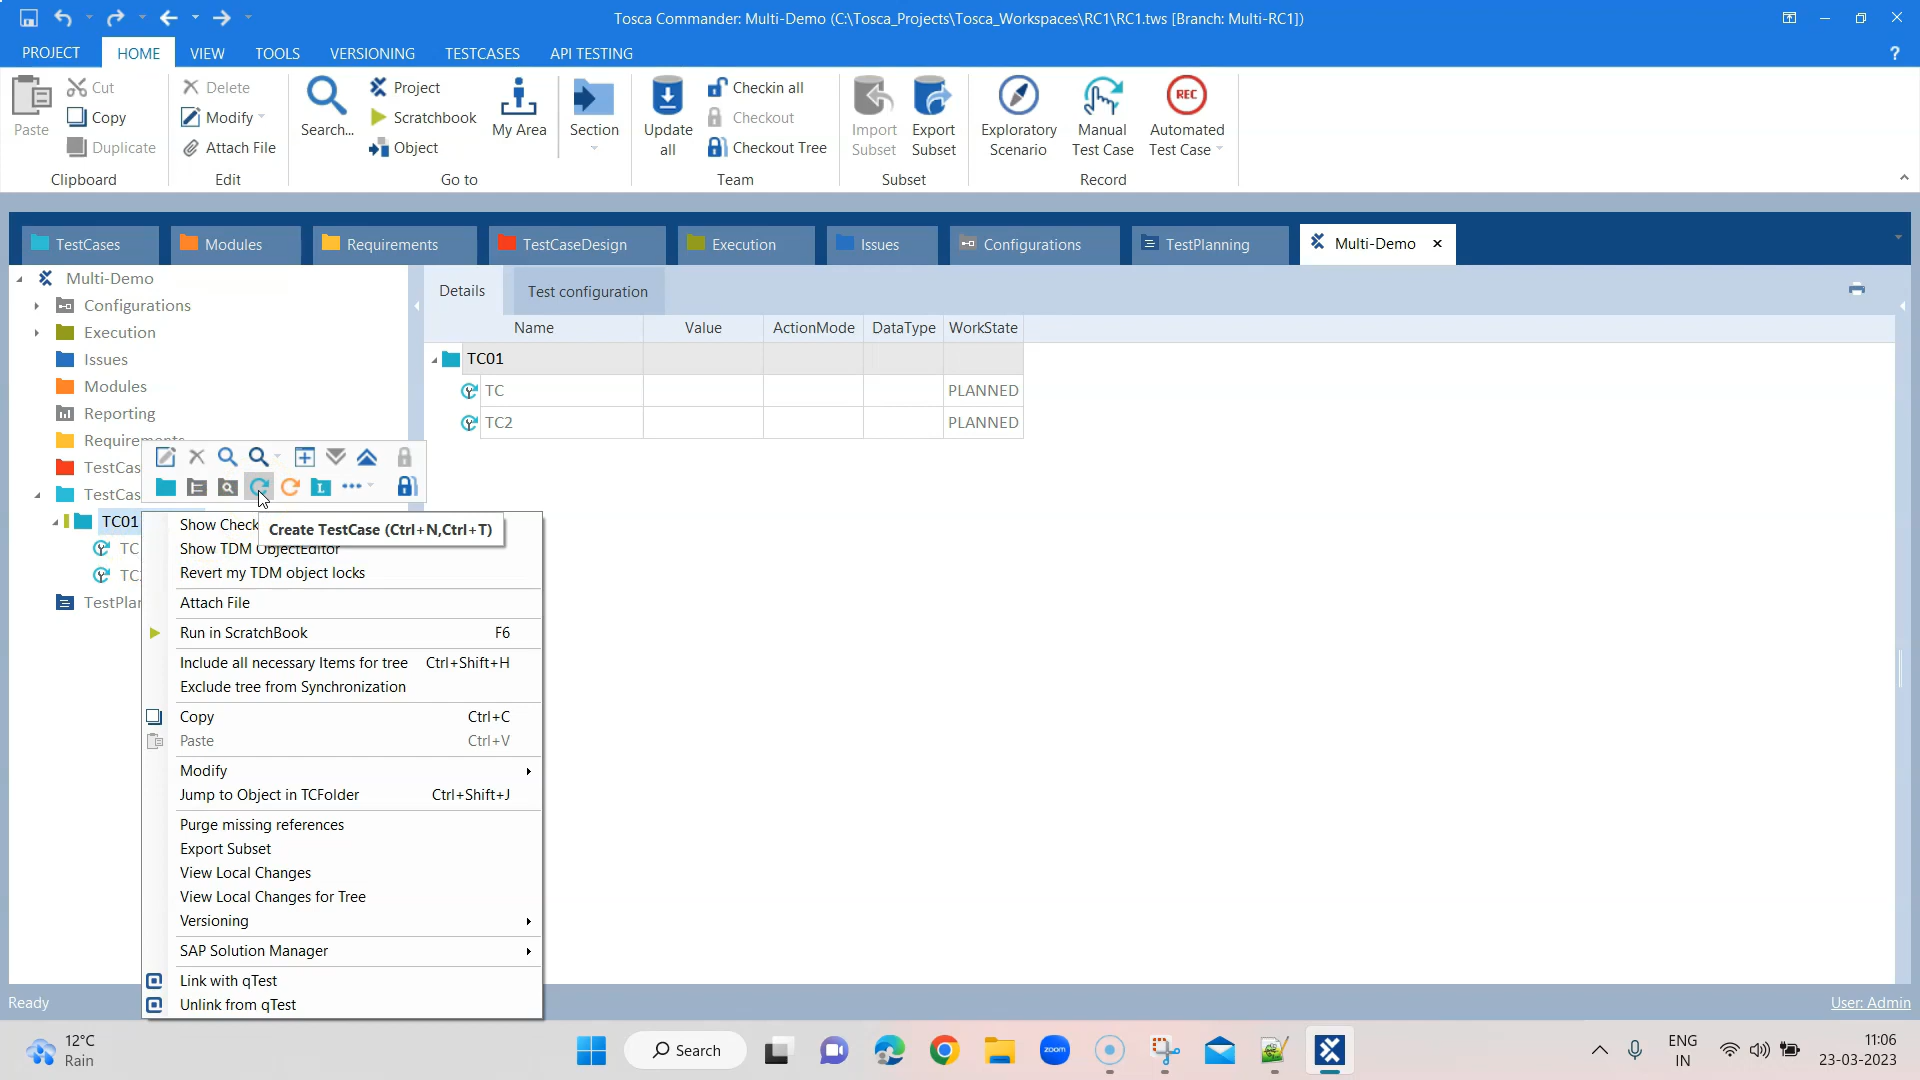 Tosca Commander: Multi-Demo (C:\Tosca_Projects\Tosca_Workspaces\RC1\RC1.tws [Branch: Multi-RC1])
PROJECT HOME VIEW TOOLS VERSIONING TESTCASES API TESTING ?
Paste
Cut
Copy
Duplicate
Clipboard
Delete
Modify
Attach File
Edit
Search...
Project
Scratchbook
Object
My Area
Go to
Section
Update all
Checkin all
Checkout
Checkout Tree
Team
Import Subset
Export Subset
Subset
Exploratory Scenario
Manual Test Case
REC
Automated Test Case
Record
TestCases Modules Requirements TestCaseDesign Execution Issues Configurations TestPlanning Multi-Demo
Multi-Demo
Configurations
Execution
Issues
Modules
Reporting
Requirements
TestCas
TestCas
TC01
TC
TC
TestPlan
Details Test configuration
Name Value ActionMode DataType WorkState
TC01
TC PLANNED
TC2 PLANNED
Create TestCase (Ctrl+N,Ctrl+T)
Show Check
Show TDM ObjectEditor
Revert my TDM object locks
Attach File
Run in ScratchBook F6
Include all necessary Items for tree Ctrl+Shift+H
Exclude tree from Synchronization
Copy Ctrl+C
Paste Ctrl+V
Modify
Jump to Object in TCFolder Ctrl+Shift+J
Purge missing references
Export Subset
View Local Changes
View Local Changes for Tree
Versioning
SAP Solution Manager
Link with qTest
Unlink from qTest
Ready User: Admin
12°C
Rain
Search
zoom
ENG
IN
11:06
23-03-2023